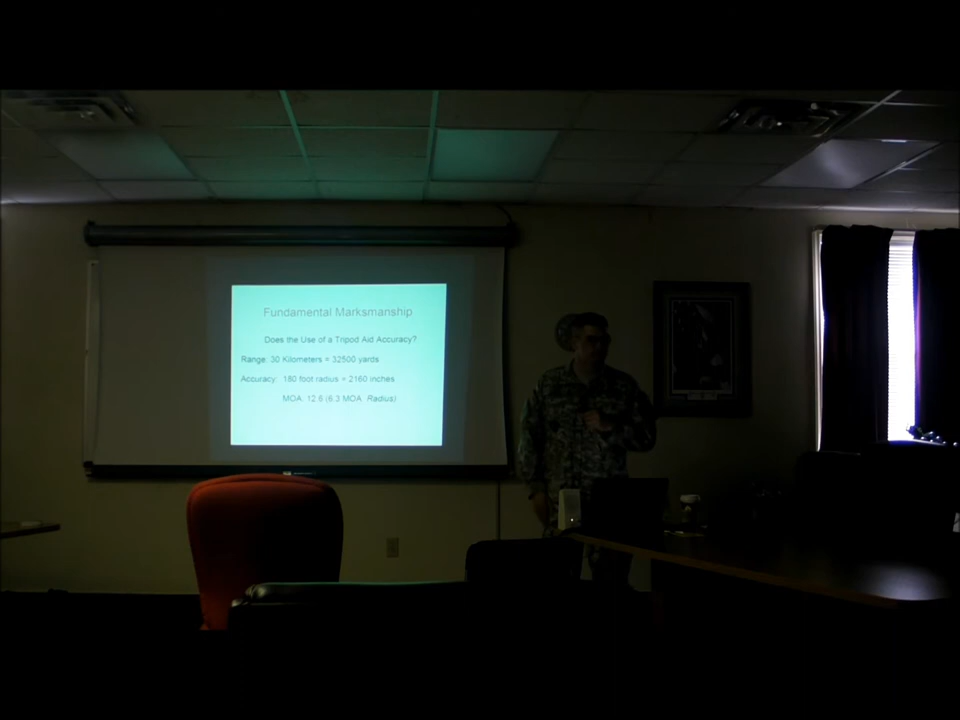 Fundamental Marksmanship
Does the Use of a Tripod Aid Accuracy?
Range: 30 Kilometers = 32500 yards
Accuracy: 180 foot radius = 2160 inches
MOA: 12.6 (6.3 MOA Radius)